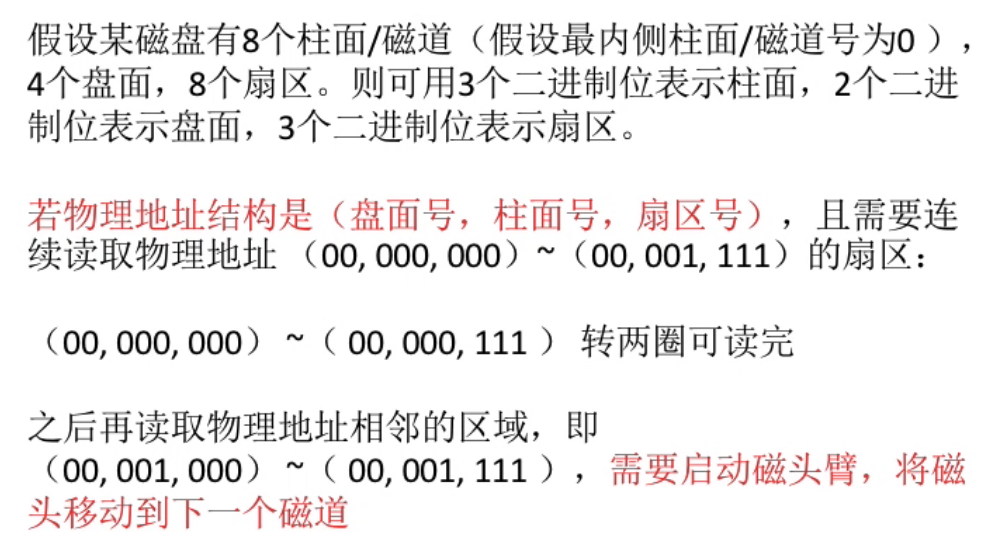 假设某磁盘有8个柱面/磁道（假设最内侧柱面/磁道号为0 ），
4个盘面，8个扇区。则可用3个二进制位表示柱面，2个二进
制位表示盘面，3个二进制位表示扇区。
若物理地址结构是（盘面号，柱面号，扇区号），且需要连
续读取物理地址 （00, 000, 000）~（00, 001, 111）的扇区：
（00, 000, 000） ~（ 00, 000, 111 ） 转两圈可读完
之后再读取物理地址相邻的区域，即
（00, 001, 000） ~（ 00, 001, 111 ），需要启动磁头臂，将磁
头移动到下一个磁道